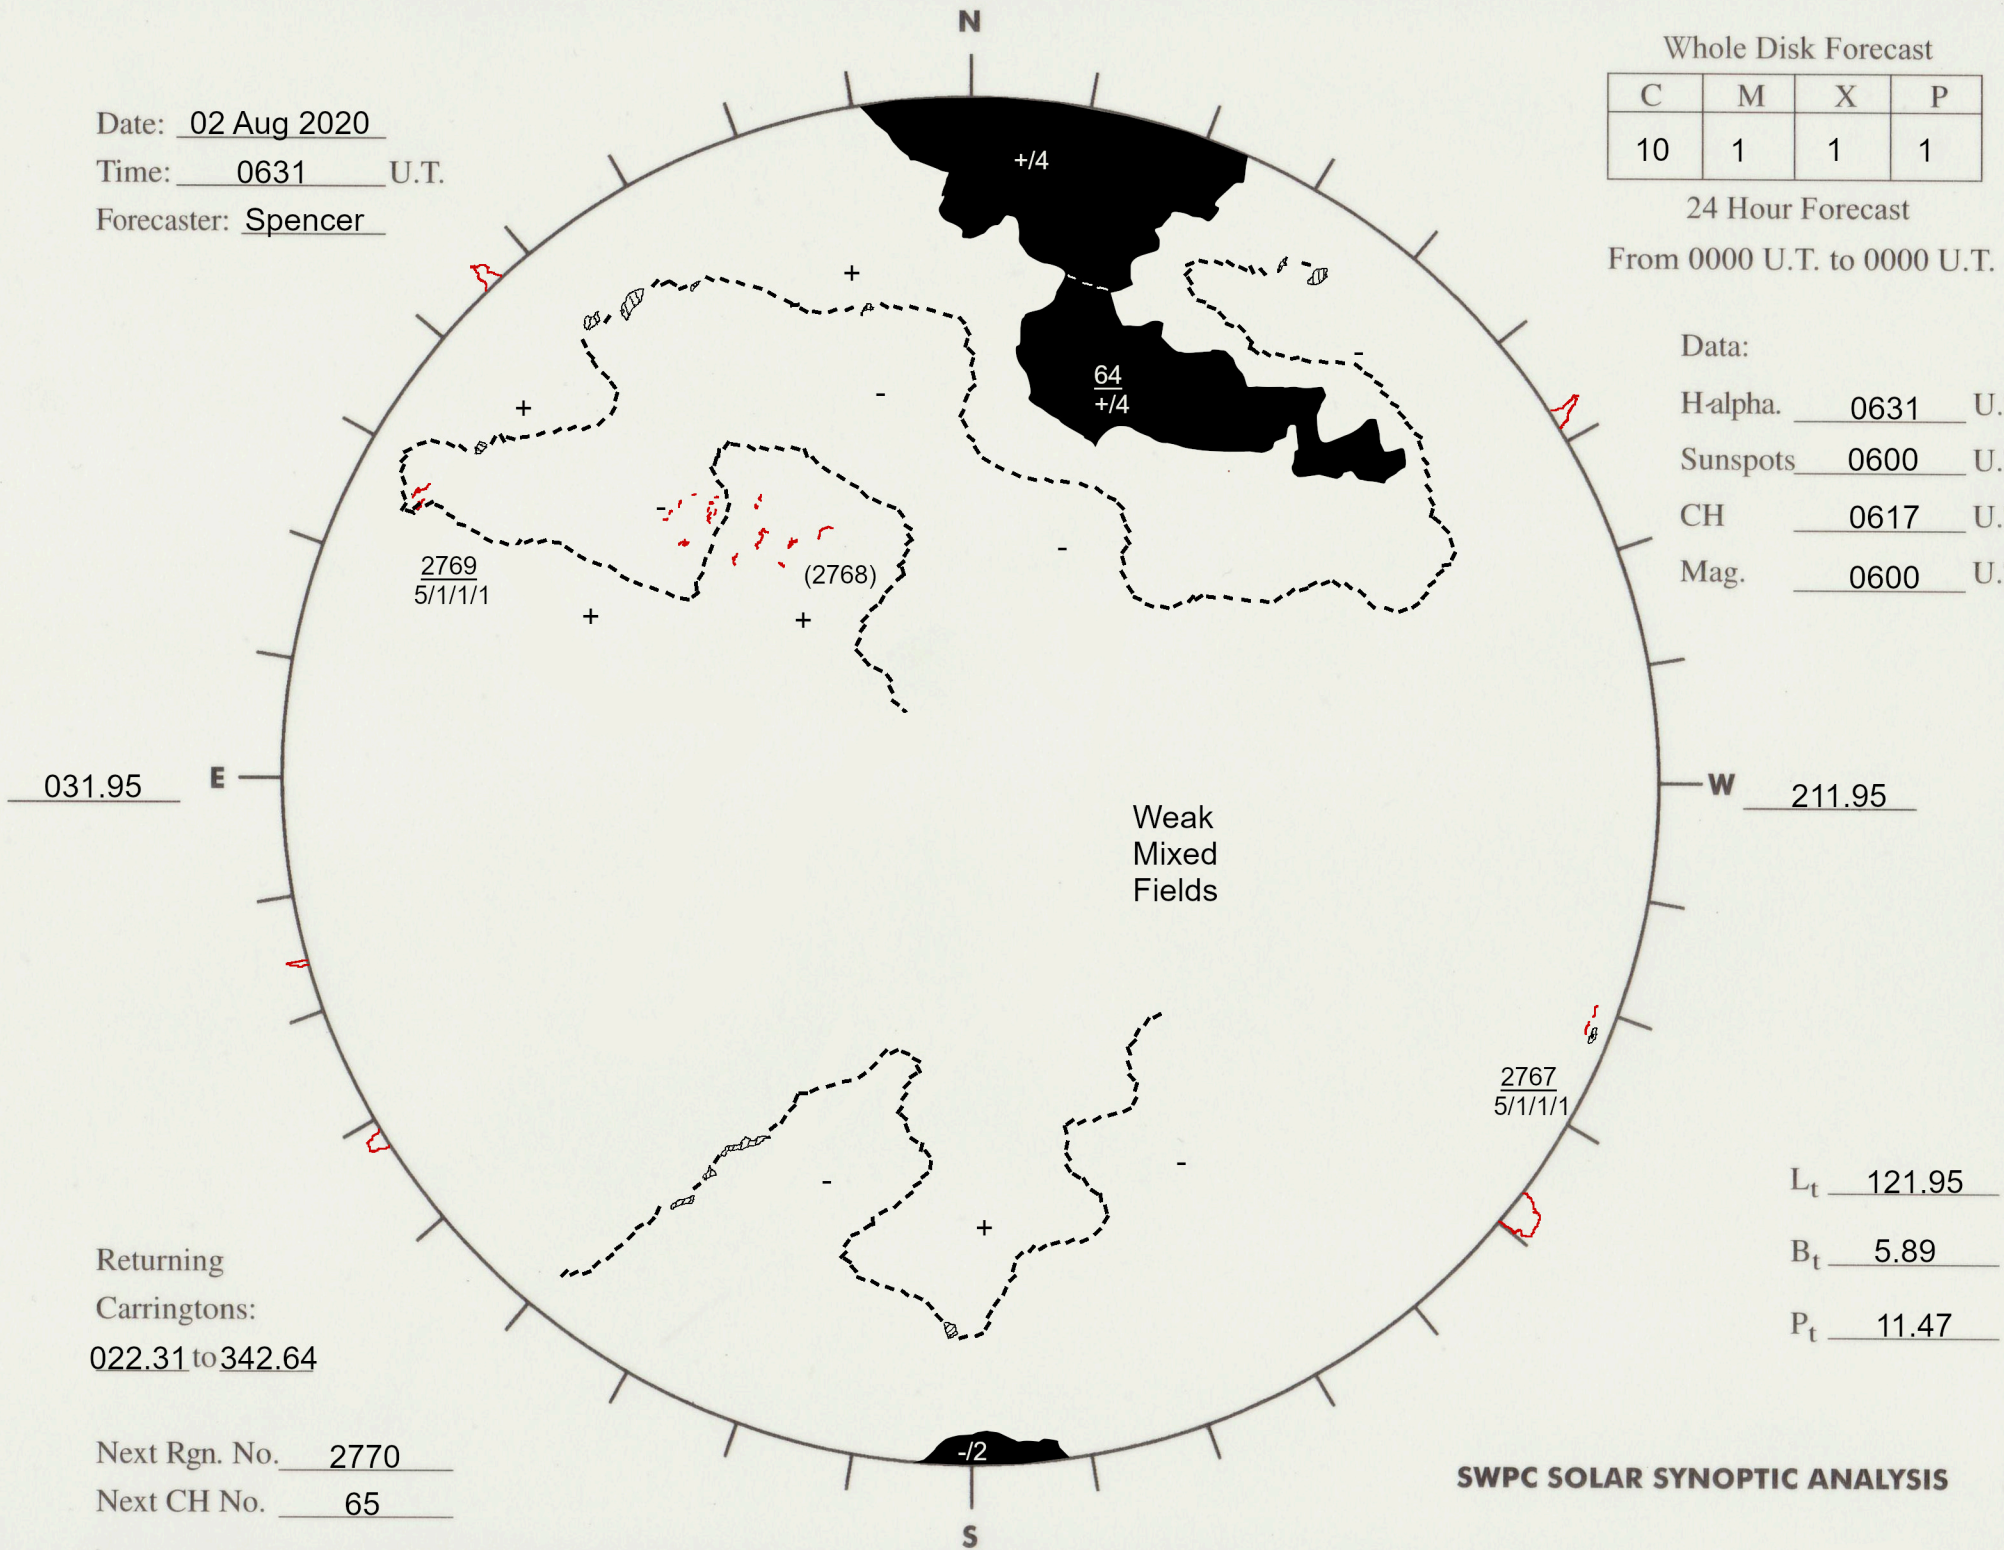 N
Date: 02 Aug 2020
Time: 0631 U.T.
Forecaster: Spencer
Whole Disk Forecast
C M X P
10 1 1 1
24 Hour Forecast
From 0000 U.T. to 0000 U.T.
Data:
H-alpha. 0631 U.
Sunspots 0600 U.
CH 0617 U.
Mag. 0600 U.
+/4
+
-
64
+/4
+
-
-
-
2769
5/1/1/1
(2768)
+
+
031.95 E
W 211.95
Weak
Mixed
Fields
2767
5/1/1/1
-
-
+
Lt 121.95
Bt 5.89
Pt 11.47
Returning
Carringtons:
022.31 to 342.64
Next Rgn. No. 2770
Next CH No. 65
-/2
S
SWPC SOLAR SYNOPTIC ANALYSIS